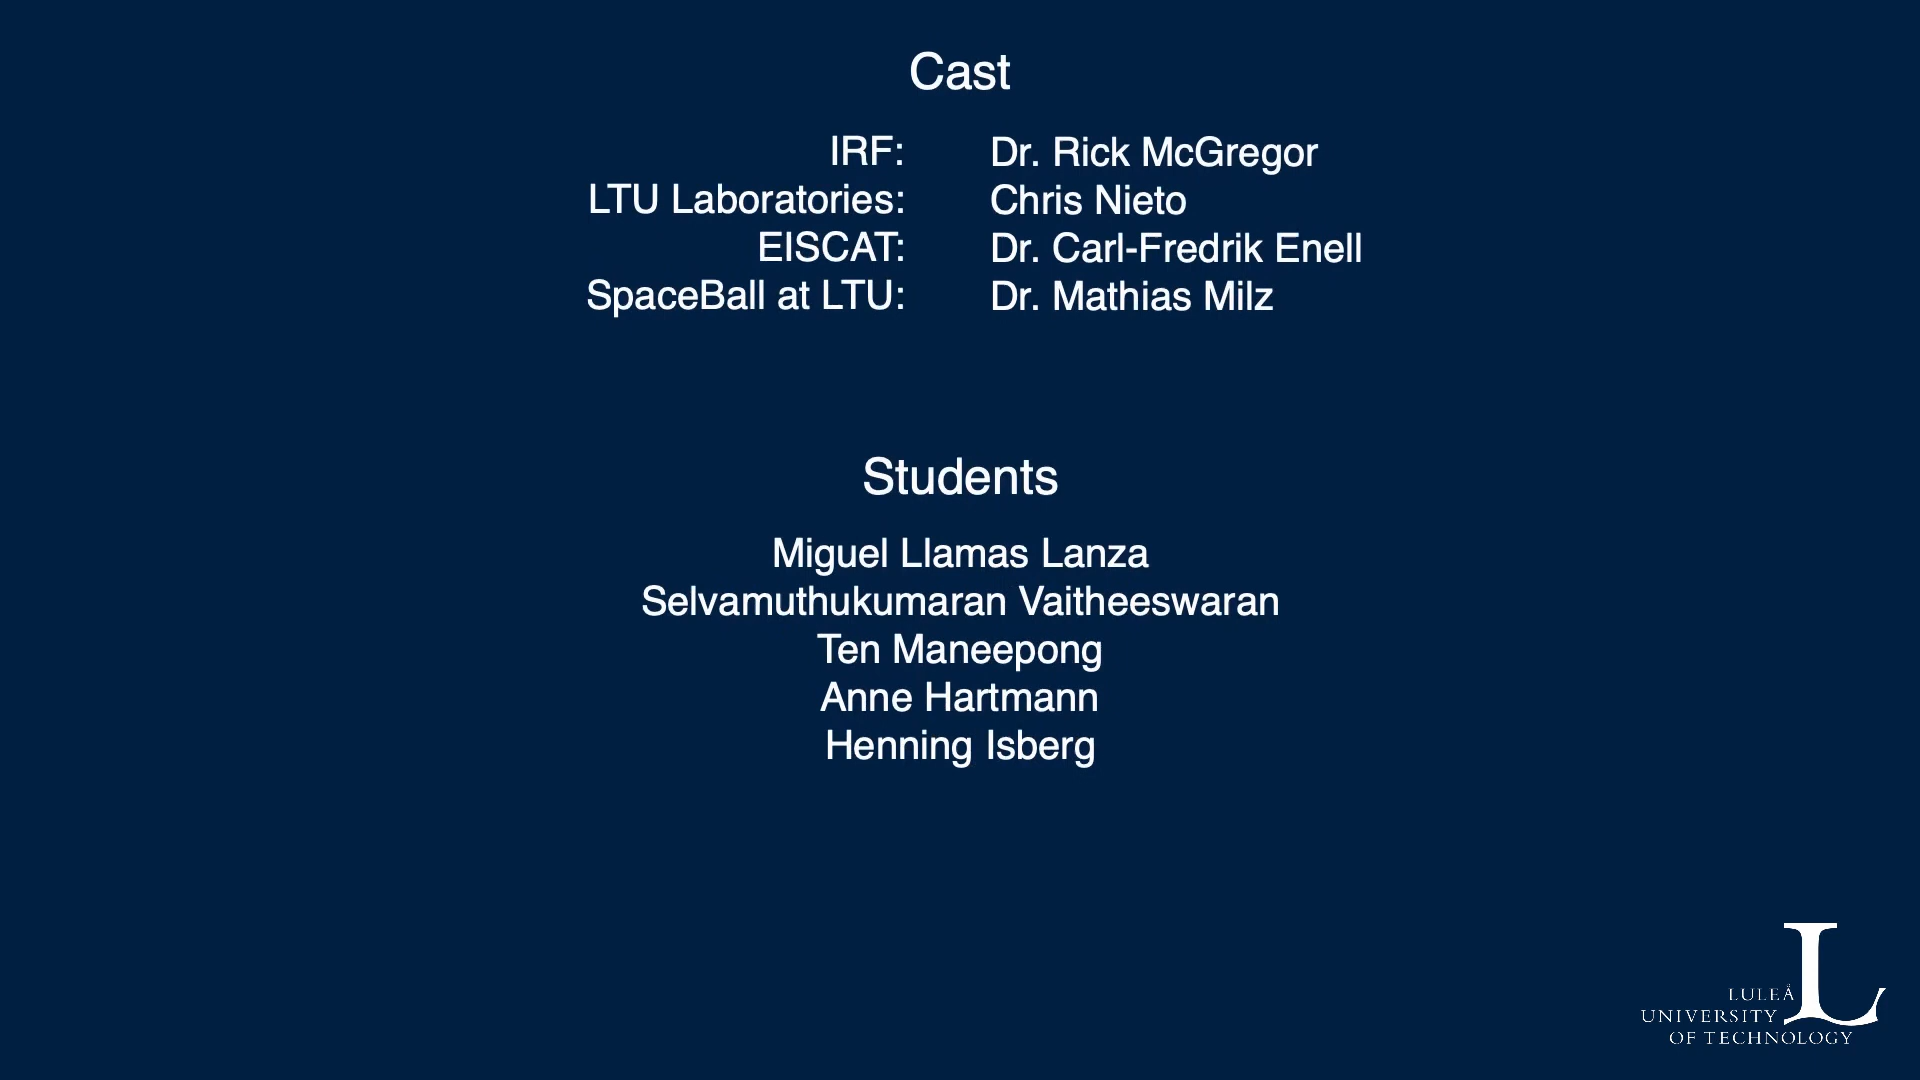 Cast
IRF: Dr. Rick McGregor
LTU Laboratories: Chris Nieto
EISCAT: Dr. Carl-Fredrik Enell
SpaceBall at LTU: Dr. Mathias Milz
Students
Miguel Llamas Lanza
Selvamuthukumaran Vaitheeswaran
Ten Maneepong
Anne Hartmann
Henning Isberg
LULEÅ
UNIVERSITY
OF TECHNOLOGY
L